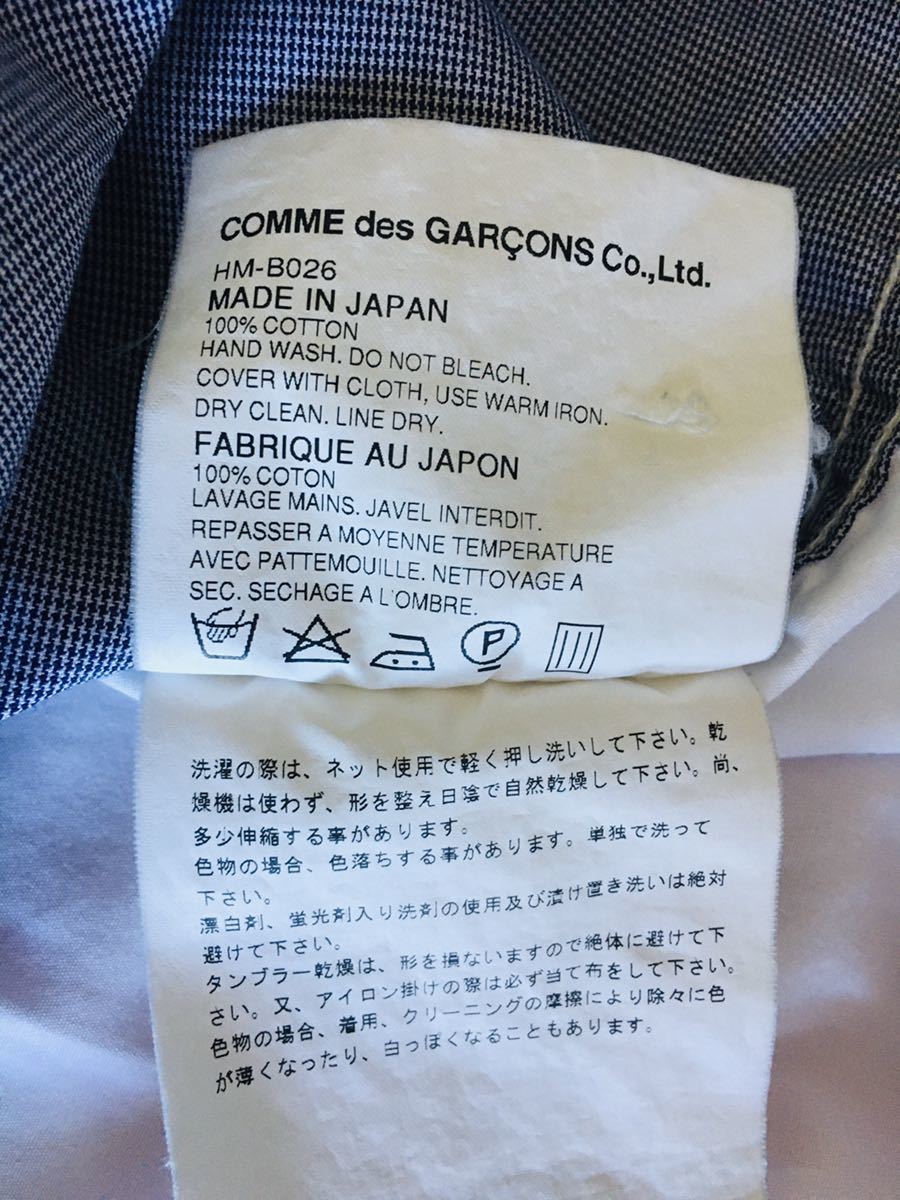 COMME des GARÇONS Co.,Ltd.
HM-B026
MADE IN JAPAN
100% COTTON
HAND WASH. DO NOT BLEACH.
COVER WITH CLOTH, USE WARM IRON.
DRY CLEAN. LINE DRY.
FABRIQUE AU JAPON
100% COTON
LAVAGE MAINS. JAVEL INTERDIT.
REPASSER A MOYENNE TEMPERATURE
AVEC PATTEMOUILLE. NETTOYAGE A
SEC. SECHAGE A L'OMBRE.
P
洗濯の際は、ネット使用で軽く押し洗いして下さい。乾
燥機は使わず、形を整え日陰で自然乾燥して下さい。尚、
多少伸縮する事があります。
色物の場合、色落ちする事があります。単独で洗って
下さい。
漂白剤、蛍光剤入り洗剤の使用及び漬け置き洗いは絶対
避けて下さい。
タンブラー乾燥は、形を損ないますので絶体に避けて下
さい。又、アイロン掛けの際は必ず当て布をして下さい。
色物の場合、着用、クリーニングの摩擦により除々に色
が薄くなったり、白っぽくなることもあります。